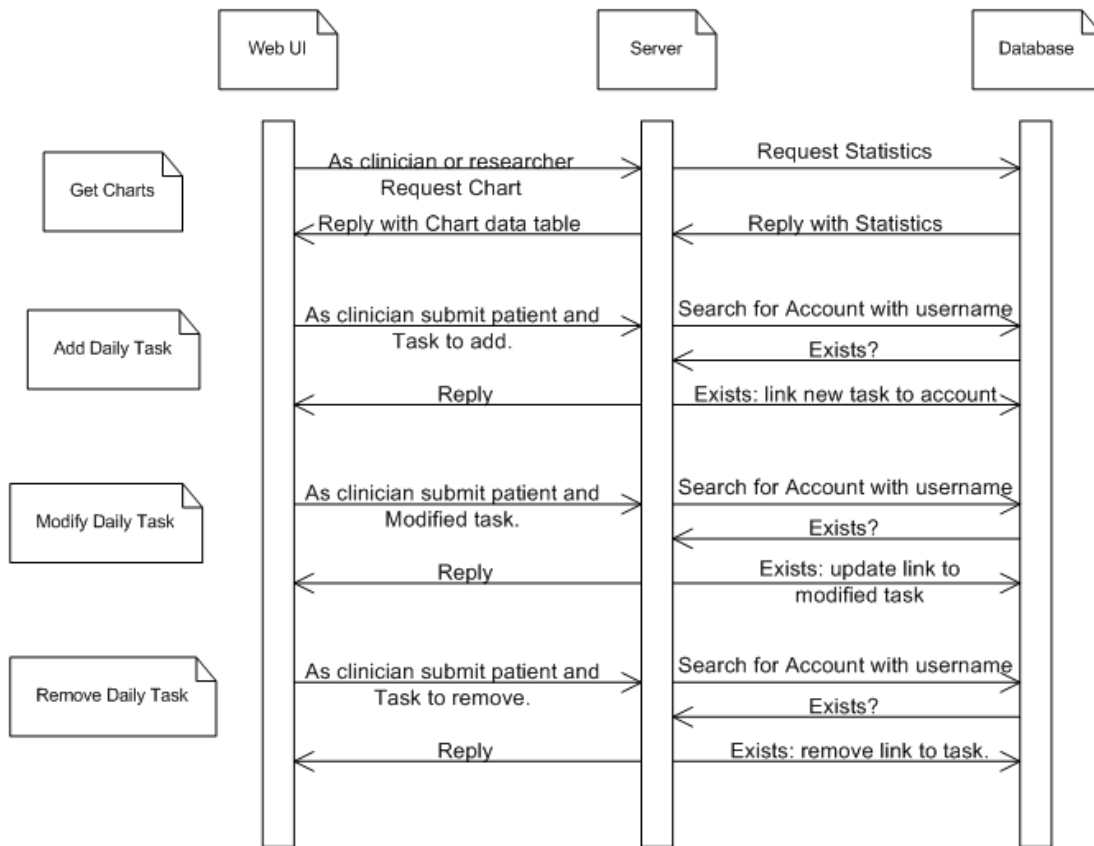 Web UI
Server
Database
Get Charts
As clinician or researcher
Request Chart
Request Statistics
Reply with Chart data table
Reply with Statistics
Add Daily Task
As clinician submit patient and
Task to add.
Search for Account with username
Exists?
Reply
Exists: link new task to account
Modify Daily Task
As clinician submit patient and
Modified task.
Search for Account with username
Exists?
Reply
Exists: update link to
modified task
Remove Daily Task
As clinician submit patient and
Task to remove.
Search for Account with username
Exists?
Reply
Exists: remove link to task.